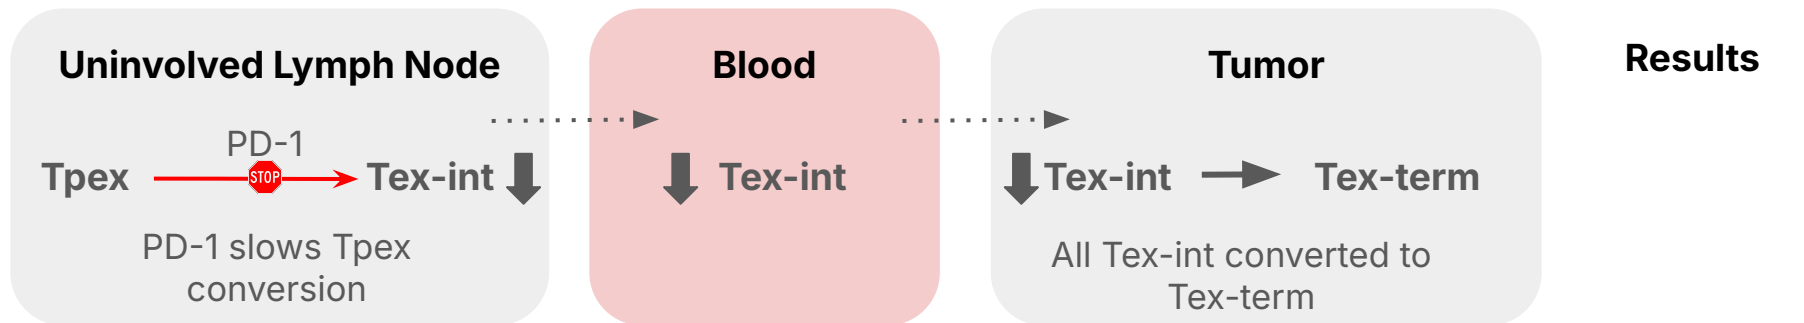 Uninvolved Lymph Node
PD-1
Tpex STOP Tex-int
PD-1 slows Tpex
conversion
Blood
Tex-int
Tumor
Tex-int Tex-term
All Tex-int converted to
Tex-term
Results